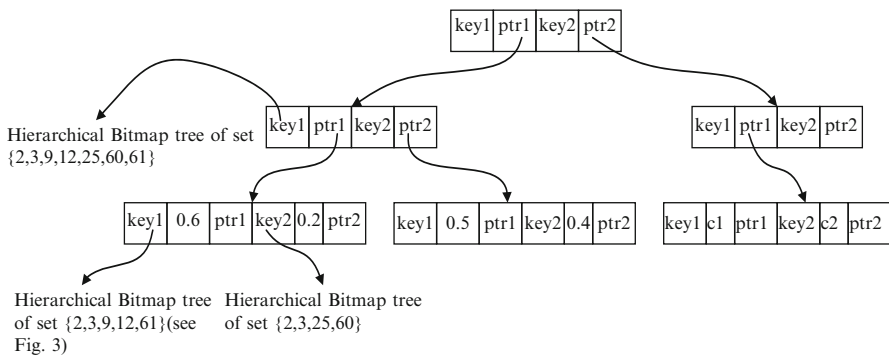 key1 ptr1 key2 ptr2
key1 ptr1 key2 ptr2
key1 ptr1 key2 ptr2
Hierarchical Bitmap tree of set
{2,3,9,12,25,60,61}
key1 0.6 ptr1 key2 0.2 ptr2
key1 0.5 ptr1 key2 0.4 ptr2
key1 c1 ptr1 key2 c2 ptr2
Hierarchical Bitmap tree
of set {2,3,9,12,61}(see
Fig. 3)
Hierarchical Bitmap tree
of set {2,3,25,60}